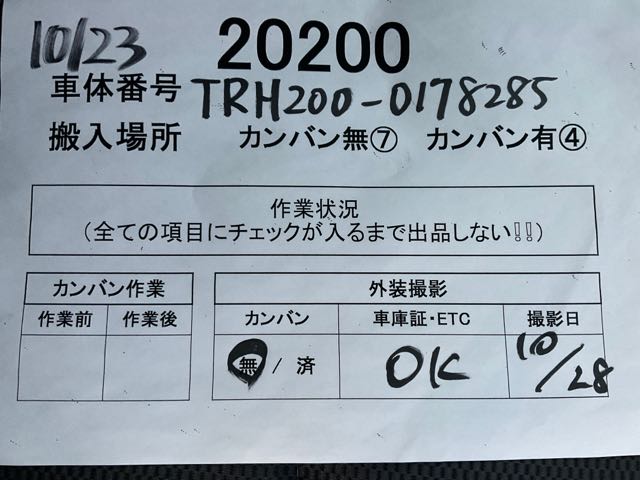 10/23 20200
車体番号 TRH200-0178285
搬入場所 カンバン無⑦ カンバン有④
作業状況
(全ての項目にチェックが入るまで出品しない!!)
カンバン作業 外装撮影
作業前 作業後 カンバン 車庫証・ETC 撮影日
無 / 済 OK 10/28